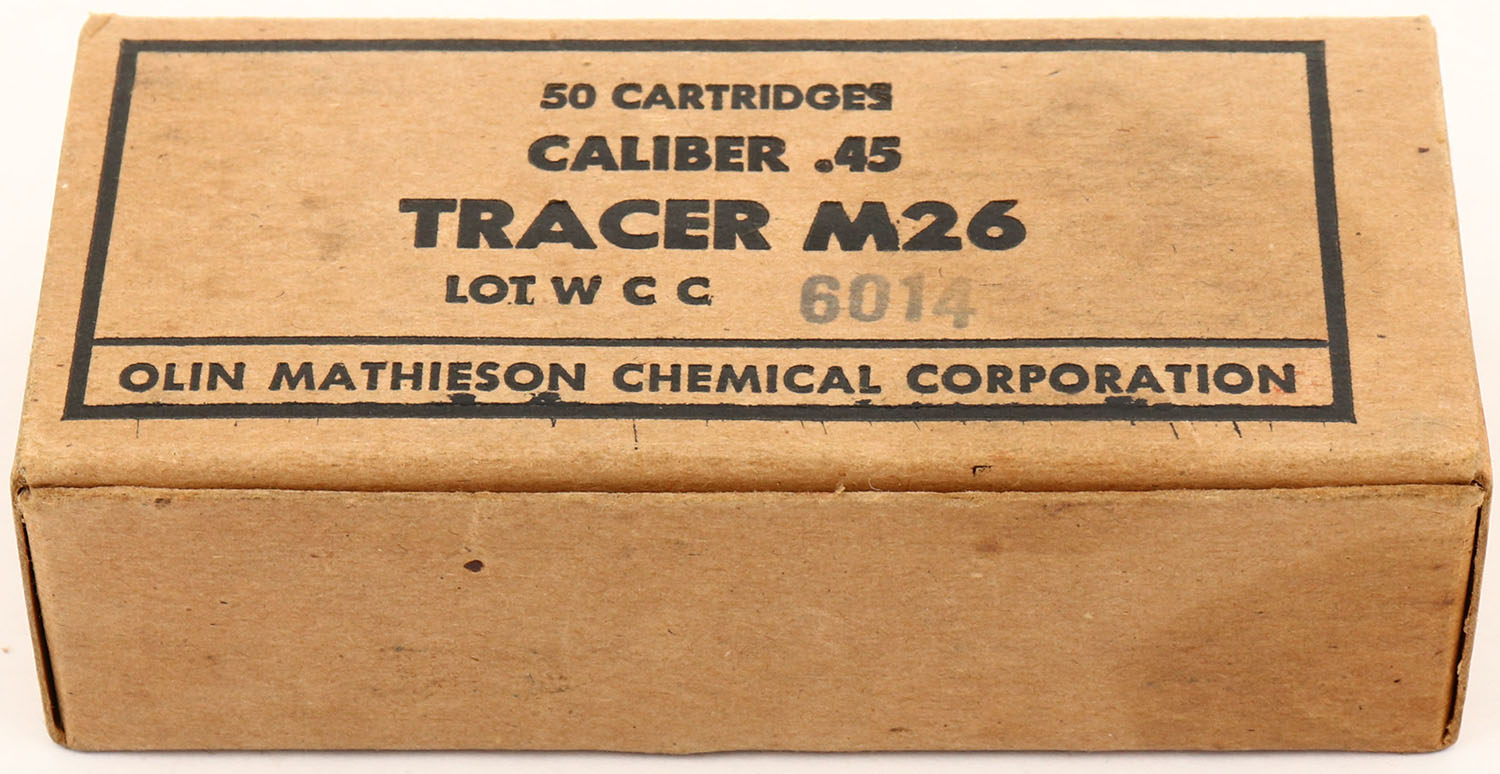 50 CARTRIDGES
CALIBER .45
TRACER M26
LOT W C C 6014
OLIN MATHIESON CHEMICAL CORPORATION